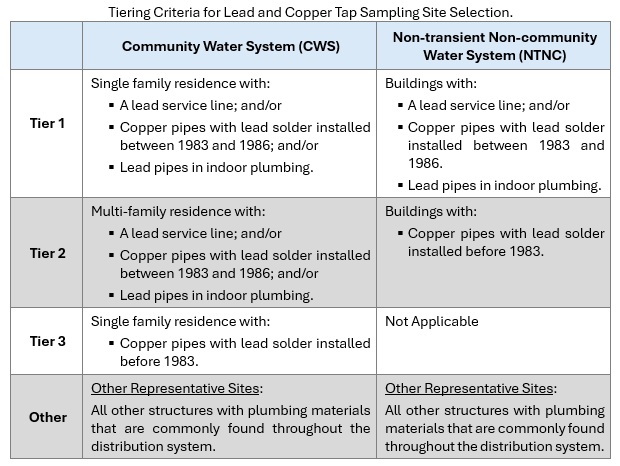 Tiering Criteria for Lead and Copper Tap Sampling Site Selection.
Community Water System (CWS)
Non-transient Non-community
Water System (NTNC)
Tier 1
Single family residence with:
▪ A lead service line; and/or
▪ Copper pipes with lead solder installed
between 1983 and 1986; and/or
▪ Lead pipes in indoor plumbing.
Buildings with:
▪ A lead service line; and/or
▪ Copper pipes with lead solder
installed between 1983 and
1986.
▪ Lead pipes in indoor plumbing.
Tier 2
Multi-family residence with:
▪ A lead service line; and/or
▪ Copper pipes with lead solder installed
between 1983 and 1986; and/or
▪ Lead pipes in indoor plumbing.
Buildings with:
▪ Copper pipes with lead solder
installed before 1983.
Tier 3
Single family residence with:
▪ Copper pipes with lead solder installed
before 1983.
Not Applicable
Other
Other Representative Sites:
All other structures with plumbing materials
that are commonly found throughout the
distribution system.
Other Representative Sites:
All other structures with plumbing
materials that are commonly found
throughout the distribution system.